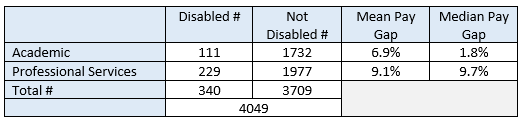 Disabled # Not Disabled # Mean Pay Gap Median Pay Gap
Academic 111 1732 6.9% 1.8%
Professional Services 229 1977 9.1% 9.7%
Total # 340 3709
4049